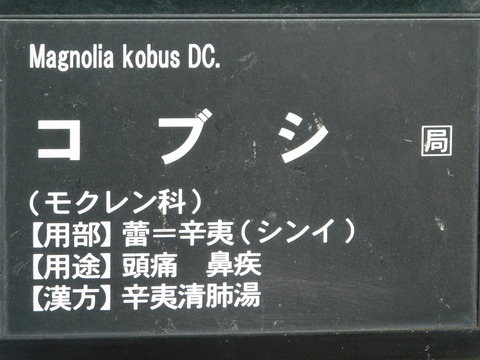 Magnolia kobus DC.
コブシ 局
(モクレン科)
【用部】蕾=辛夷(シンイ)
【用途】頭痛　鼻疾
【漢方】辛夷清肺湯